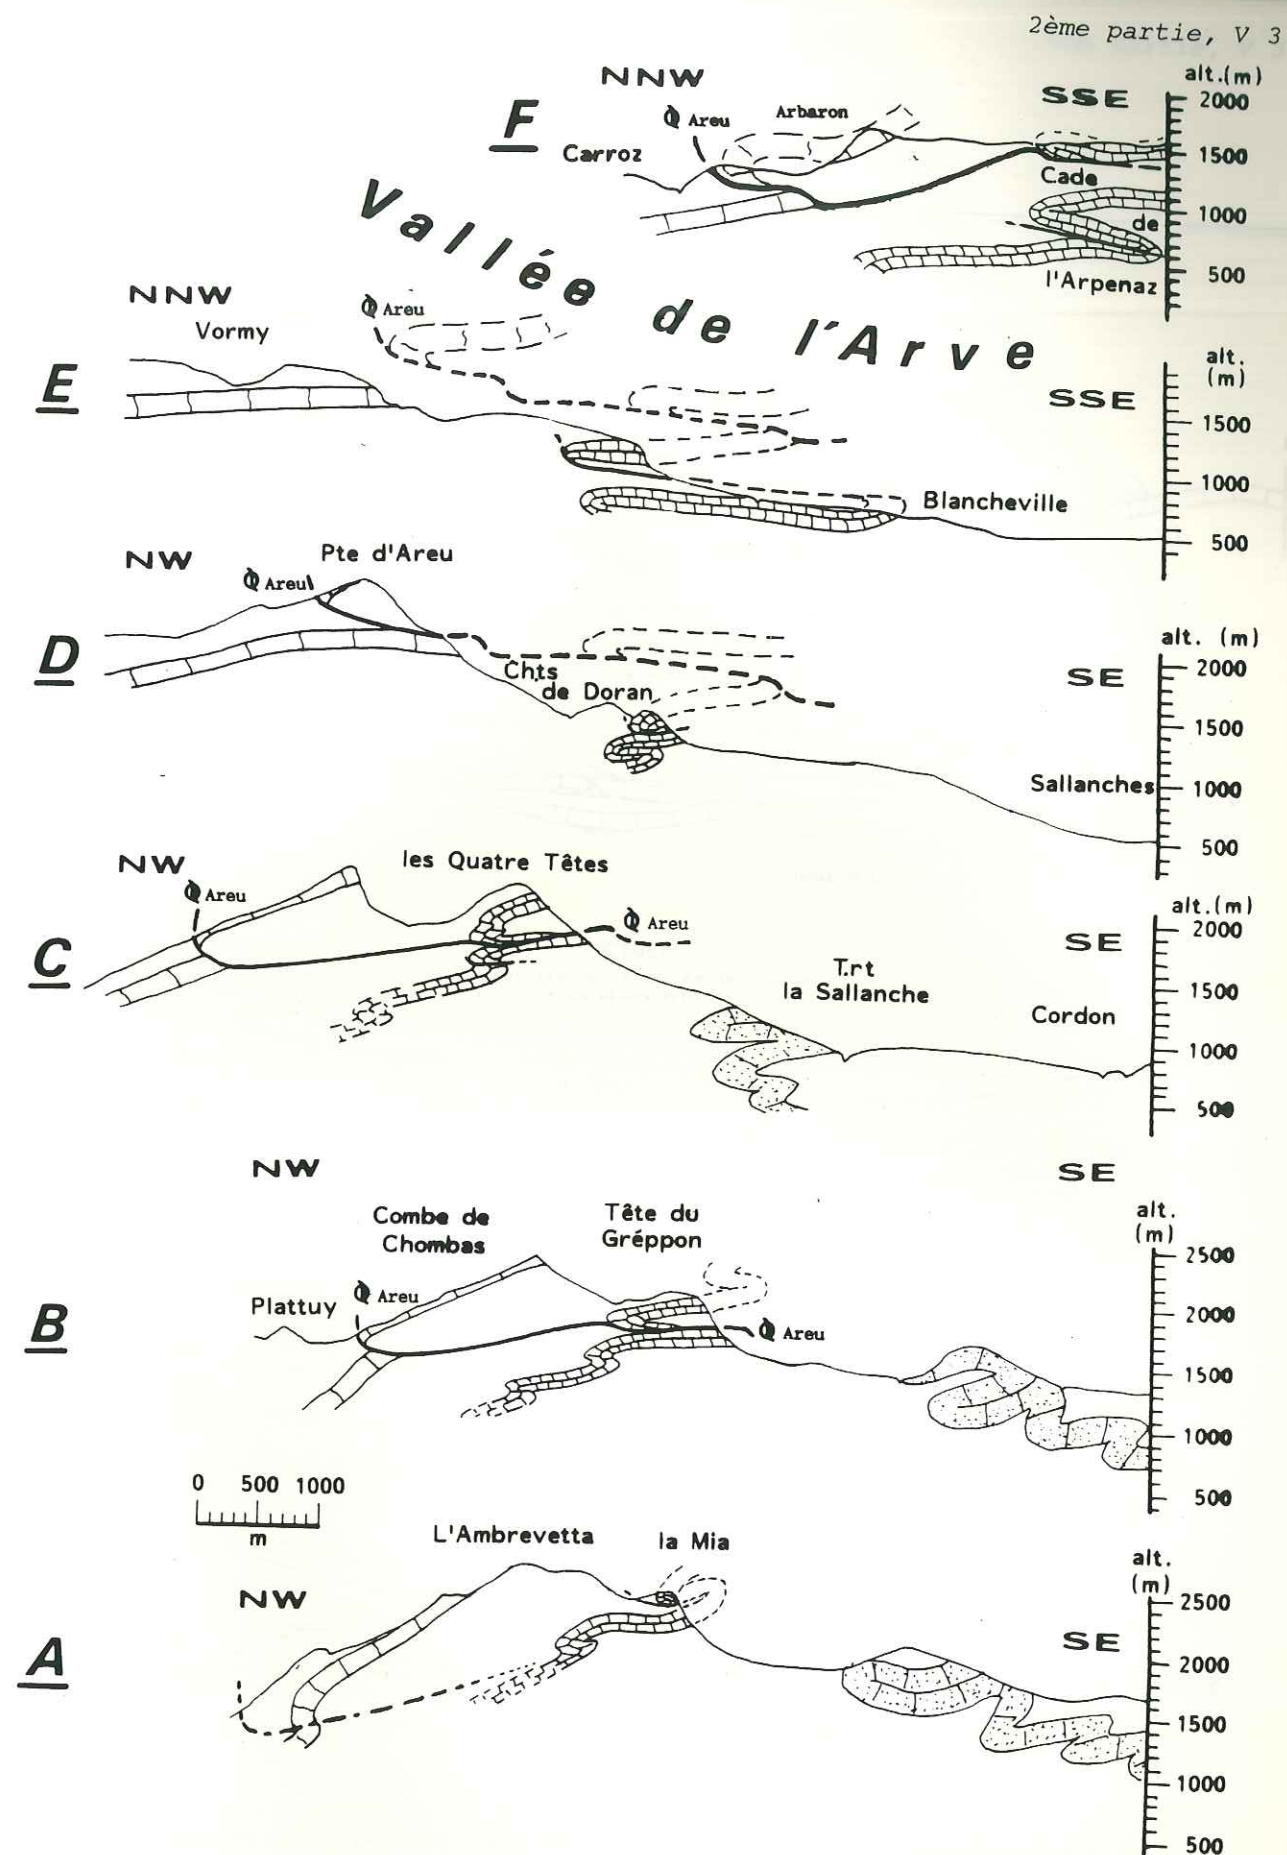 2ème partie, V 3
NNW
alt.(m)
SSE
F
Areu
Arbaron
2000
Carroz
1500
Cade
1000
de
l'Arpenaz
500
Vallée de l'Arve
NNW
Areu
Vormy
alt.
(m)
E
SSE
1500
1000
Blancheville
500
NW
Pte d'Areu
Areu
alt. (m)
D
SE
2000
Chts
de Doran
1500
Sallanches
1000
500
NW
les Quatre Têtes
Areu
Areu
alt.(m)
C
SE
2000
T.rt
la Sallanche
1500
Cordon
1000
500
NW
SE
Combe de
Chombas
Tête du
Gréppon
alt.
(m)
2500
Areu
Plattuy
B
Areu
2000
1500
1000
500
0 500 1000
m
L'Ambrevetta
la Mia
alt.
(m)
NW
2500
A
SE
2000
1500
1000
500